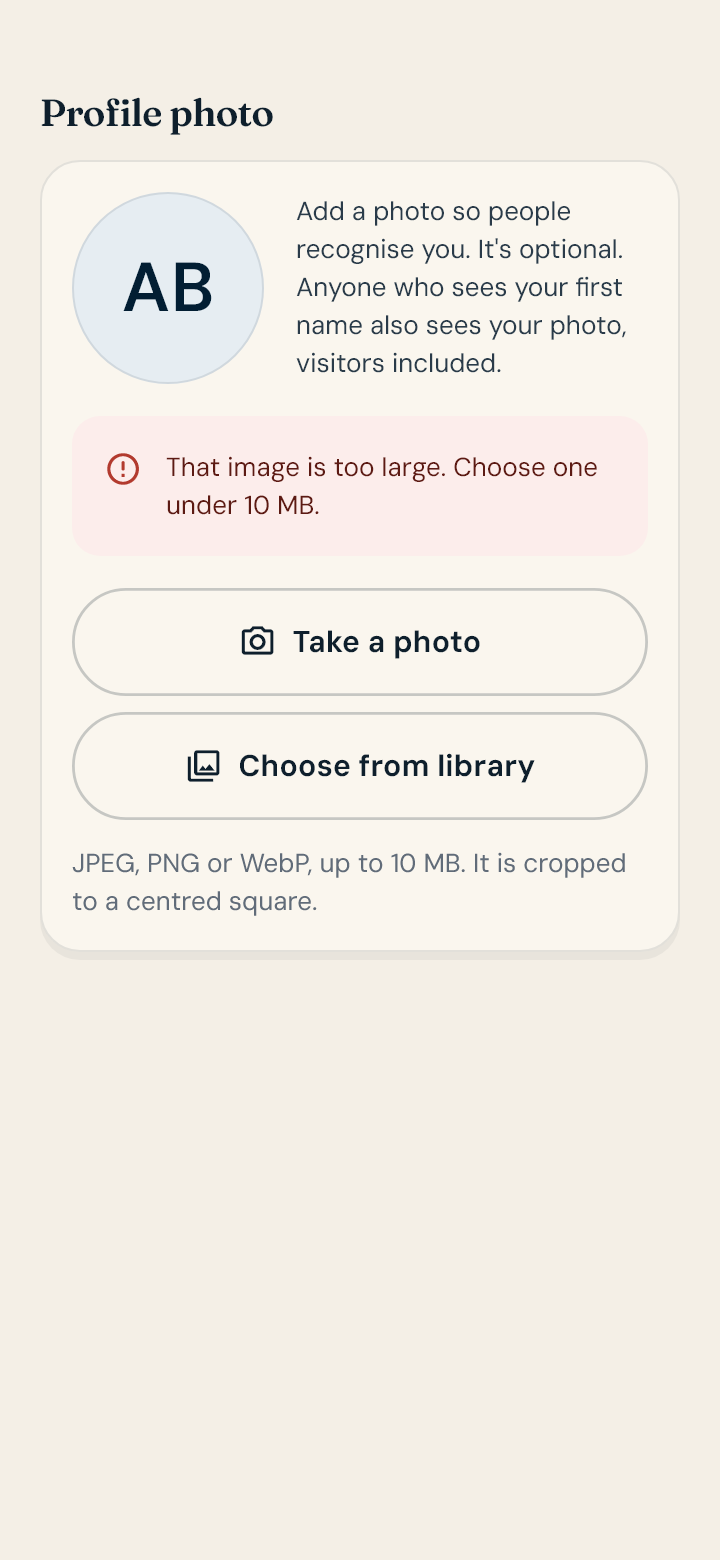 Profile photo
AB
Add a photo so people
recognise you. It's optional.
Anyone who sees your first
name also sees your photo,
visitors included.
That image is too large. Choose one
under 10 MB.
Take a photo
Choose from library
JPEG, PNG or WebP, up to 10 MB. It is cropped
to a centred square.